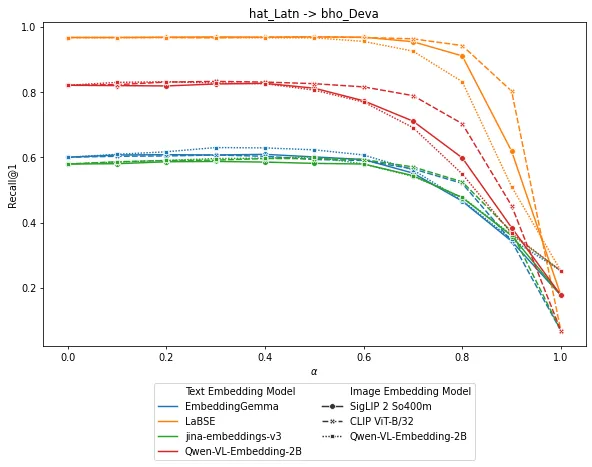 hat_Latn -> bho_Deva
1.0
0.8
0.6
0.4
0.2
Recall@1
0.0 0.2 0.4 0.6 0.8 1.0
α
Text Embedding Model Image Embedding Model
EmbeddingGemma SigLIP 2 So400m
LaBSE CLIP ViT-B/32
jina-embeddings-v3 Qwen-VL-Embedding-2B
Qwen-VL-Embedding-2B